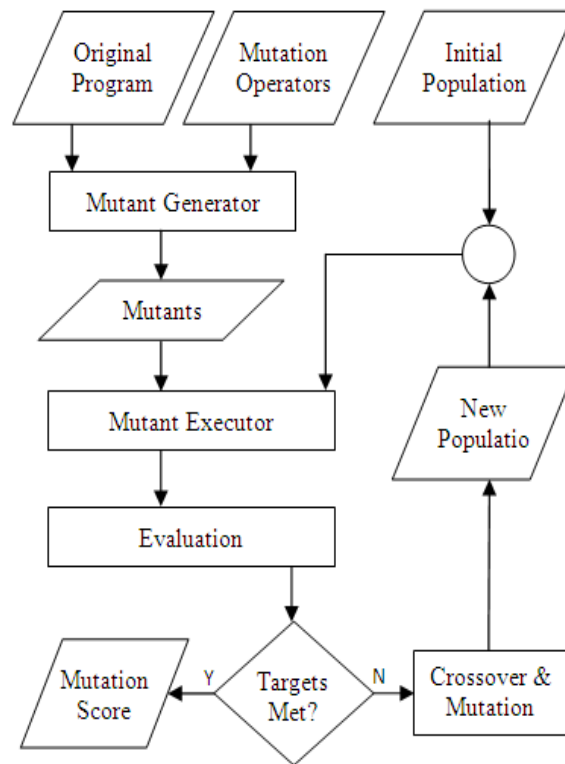 Original
Program
Mutation
Operators
Initial
Population
Mutant Generator
Mutants
Mutant Executor
New
Populatio
Evaluation
Targets
Met?
Y
N
Mutation
Score
Crossover &
Mutation